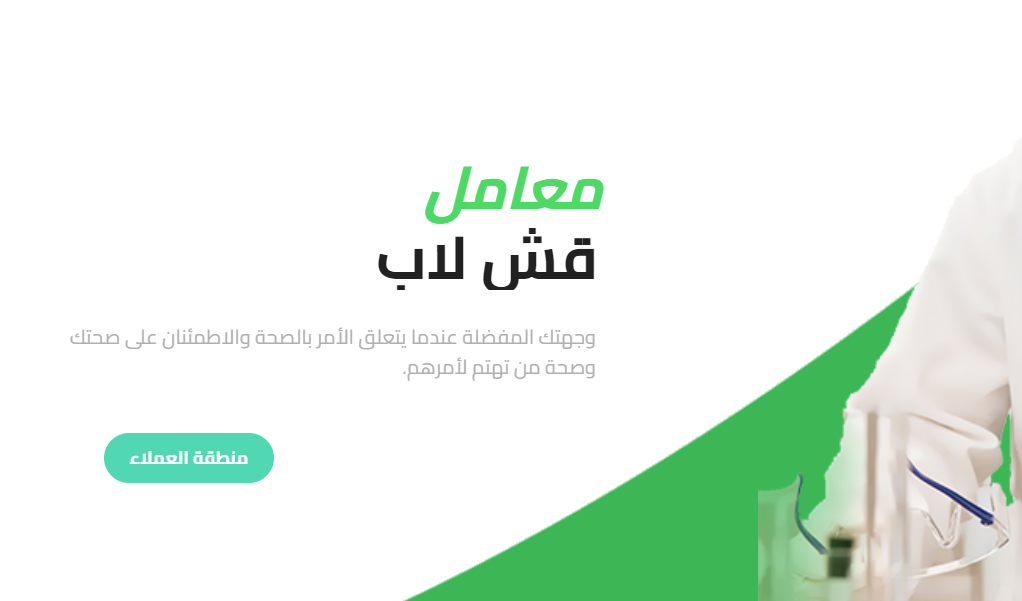 معامل
قش لاب
وجهتك المفضلة عندما يتعلق الأمر بالصحة والاطمئنان على صحتك
وصحة من تهتم لأمرهم.
منطقة العملاء